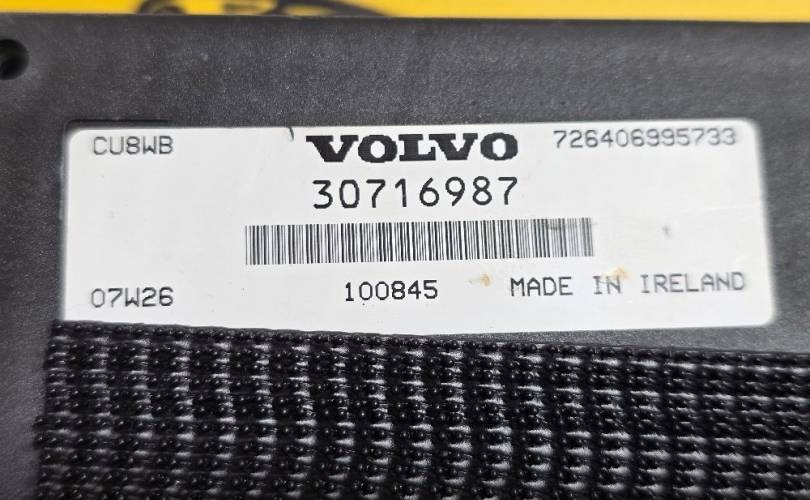 CU8WB VOLVO 726406995733
30716987
07W26 100845 MADE IN IRELAND